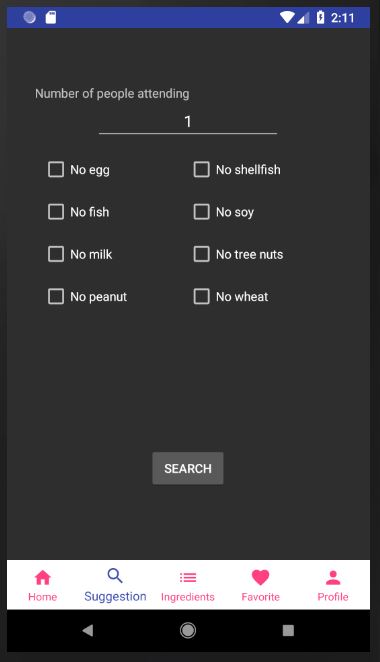 2:11
Number of people attending
1
No egg No shellfish
No fish No soy
No milk No tree nuts
No peanut No wheat
SEARCH
Home Suggestion Ingredients Favorite Profile